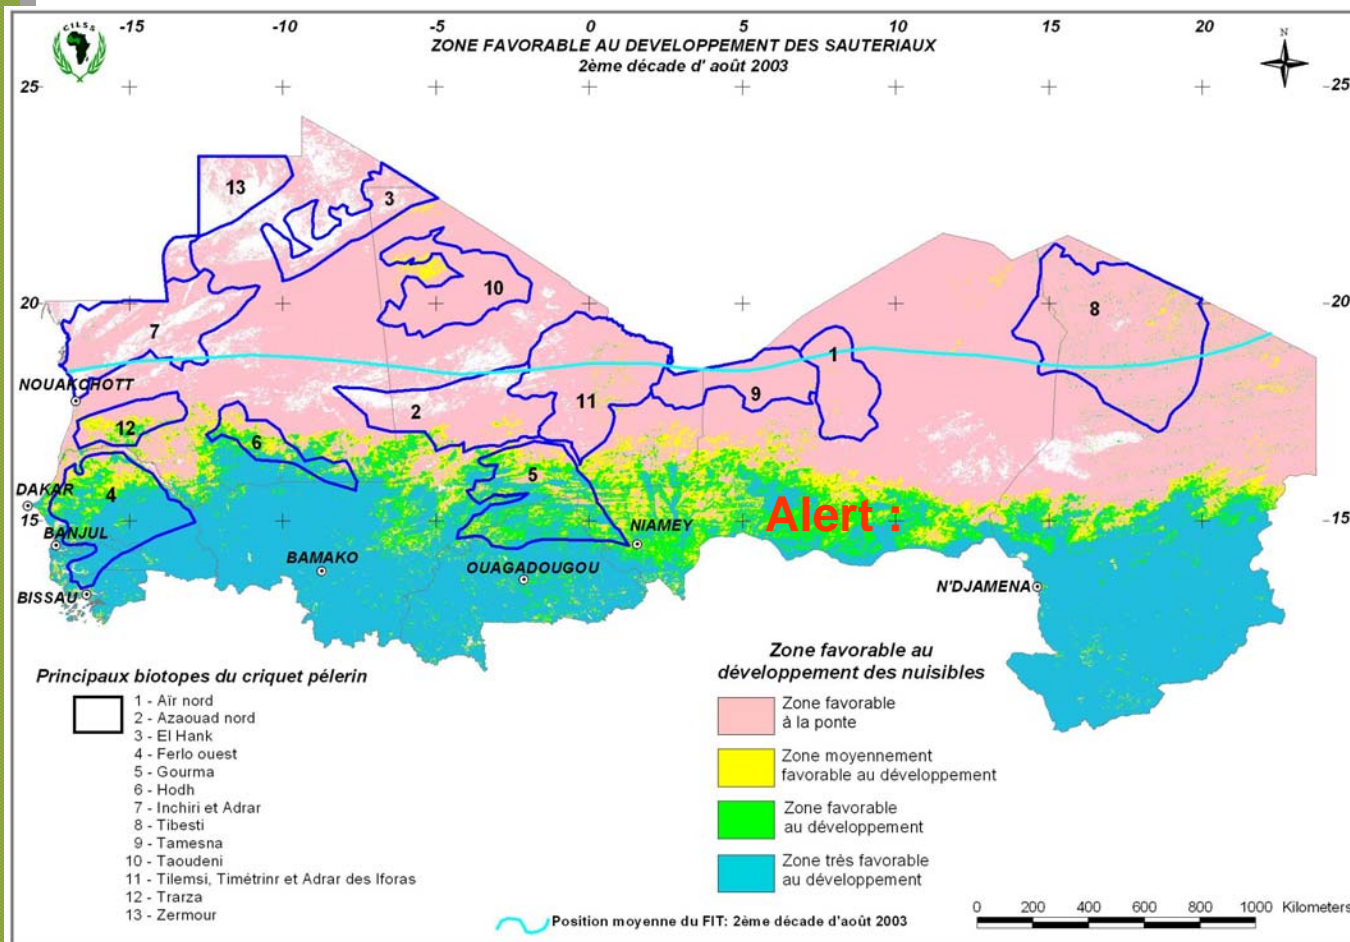 CILSS
-15 -10 -5 0 5 10 15 20
ZONE FAVORABLE AU DEVELOPPEMENT DES SAUTERIAUX
2ème décade d' août 2003
N
25 -25
13
3
10
8
20 -20
7
1
NOUAKCHOTT
9
2
11
12
6
5
4
DAKAR
15 -15
Alert :
NIAMEY
BANJUL
BAMAKO
OUAGADOUGOU
N'DJAMENA
BISSAU
Principaux biotopes du criquet pélerin
1 - Aïr nord
2 - Azaouad nord
3 - El Hank
4 - Ferlo ouest
5 - Gourma
6 - Hodh
7 - Inchiri et Adrar
8 - Tibesti
9 - Tamesna
10 - Taoudeni
11 - Tilemsi, Timétrinr et Adrar des Iforas
12 - Trarza
13 - Zermour
Zone favorable au
développement des nuisibles
Zone favorable
à la ponte
Zone moyennement
favorable au développement
Zone favorable
au développement
Zone très favorable
au développement
Position moyenne du FIT: 2ème décade d'août 2003
0 200 400 600 800 1000 Kilometers